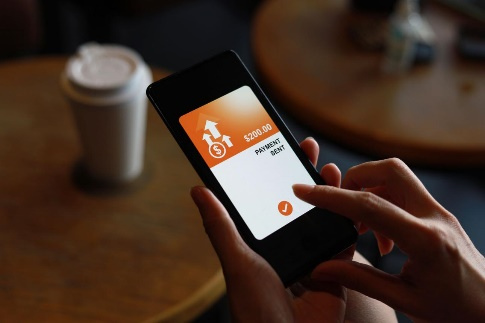 $
$200.00
PAYMENT
SENT